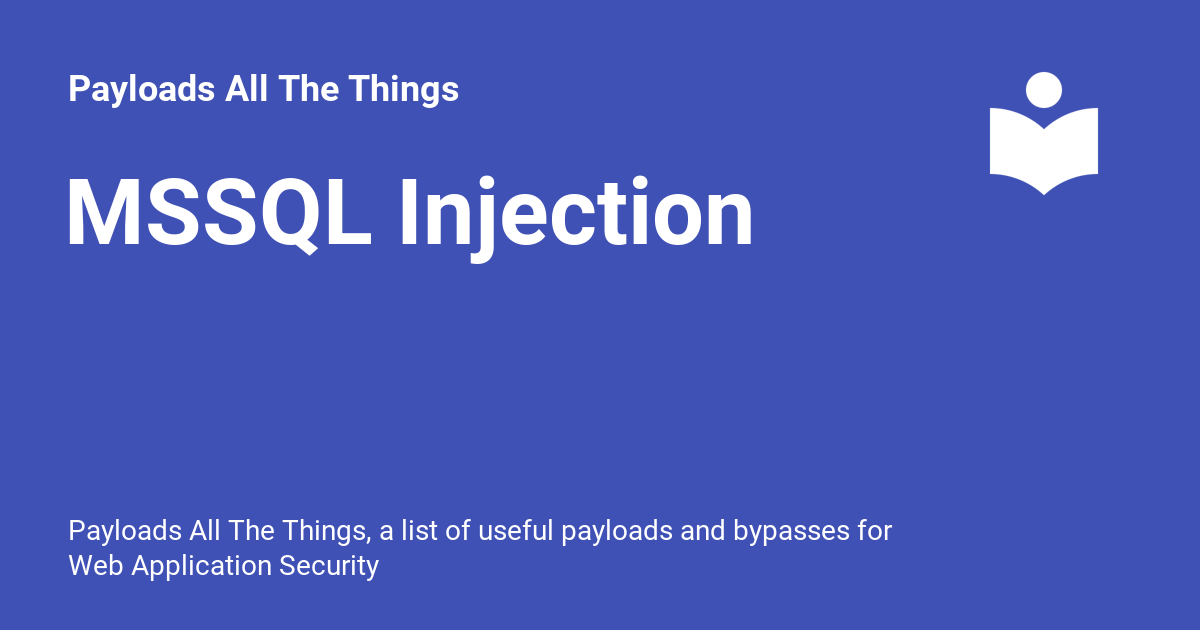 Payloads All The Things
MSSQL Injection
Payloads All The Things, a list of useful payloads and bypasses for
Web Application Security